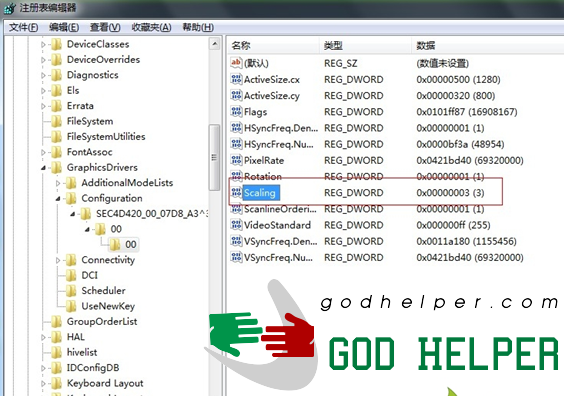 注册表编辑器
文件(F) 编辑(E) 查看(V) 收藏夹(A) 帮助(H)
DeviceClasses
DeviceOverrides
Diagnostics
Els
Errata
FileSystem
FileSystemUtilities
FontAssoc
GraphicsDrivers
AdditionalModeLists
Configuration
SEC4D420_00_07D8_A3^3
00
00
Connectivity
DCI
Scheduler
UseNewKey
GroupOrderList
HAL
hivelist
IDConfigDB
Keyboard Layout
Keyboard Layouts
名称 类型 数据
(默认) REG_SZ (数值未设置)
ActiveSize.cx REG_DWORD 0x00000500 (1280)
ActiveSize.cy REG_DWORD 0x00000320 (800)
Flags REG_DWORD 0x0101ff87 (16908167)
HSyncFreq.Den... REG_DWORD 0x00000001 (1)
HSyncFreq.Nu... REG_DWORD 0x0000bf3a (48954)
PixelRate REG_DWORD 0x0421bd40 (69320000)
Rotation REG_DWORD 0x00000001 (1)
Scaling REG_DWORD 0x00000003 (3)
ScanlineOrderi... REG_DWORD 0x00000001 (1)
VideoStandard REG_DWORD 0x000000ff (255)
VSyncFreq.Den... REG_DWORD 0x0011a180 (1155456)
VSyncFreq.Nu... REG_DWORD 0x0421bd40 (69320000)
godhelper.com
GOD HELPER